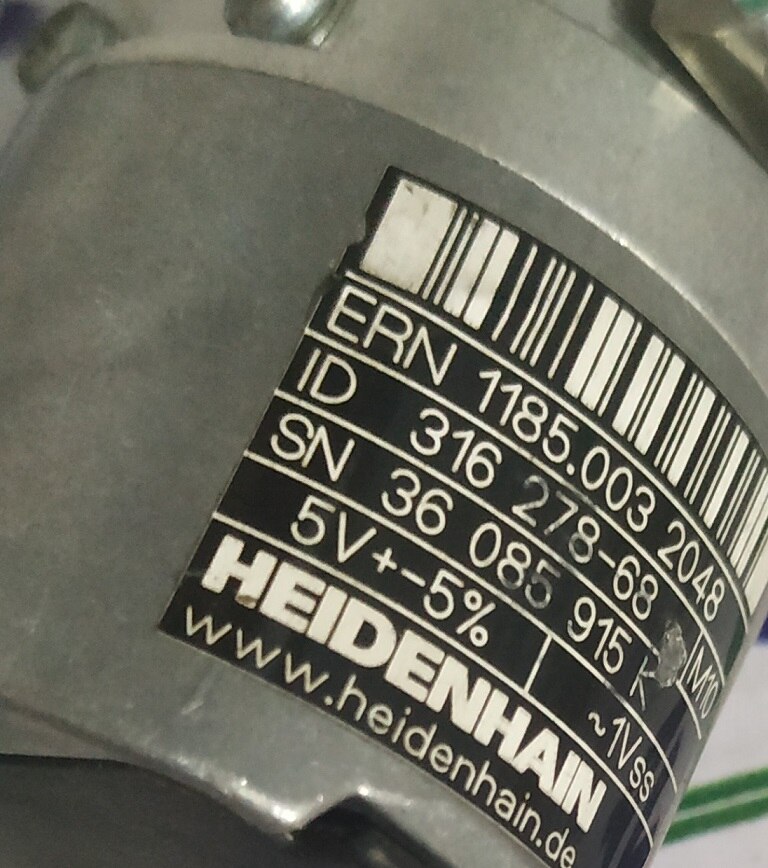 ERN 1185.003 2048
ID 316 278-68 M10
SN 36 085 915 K
5V+-5% ~1Vss
HEIDENHAIN
www.heidenhain.de